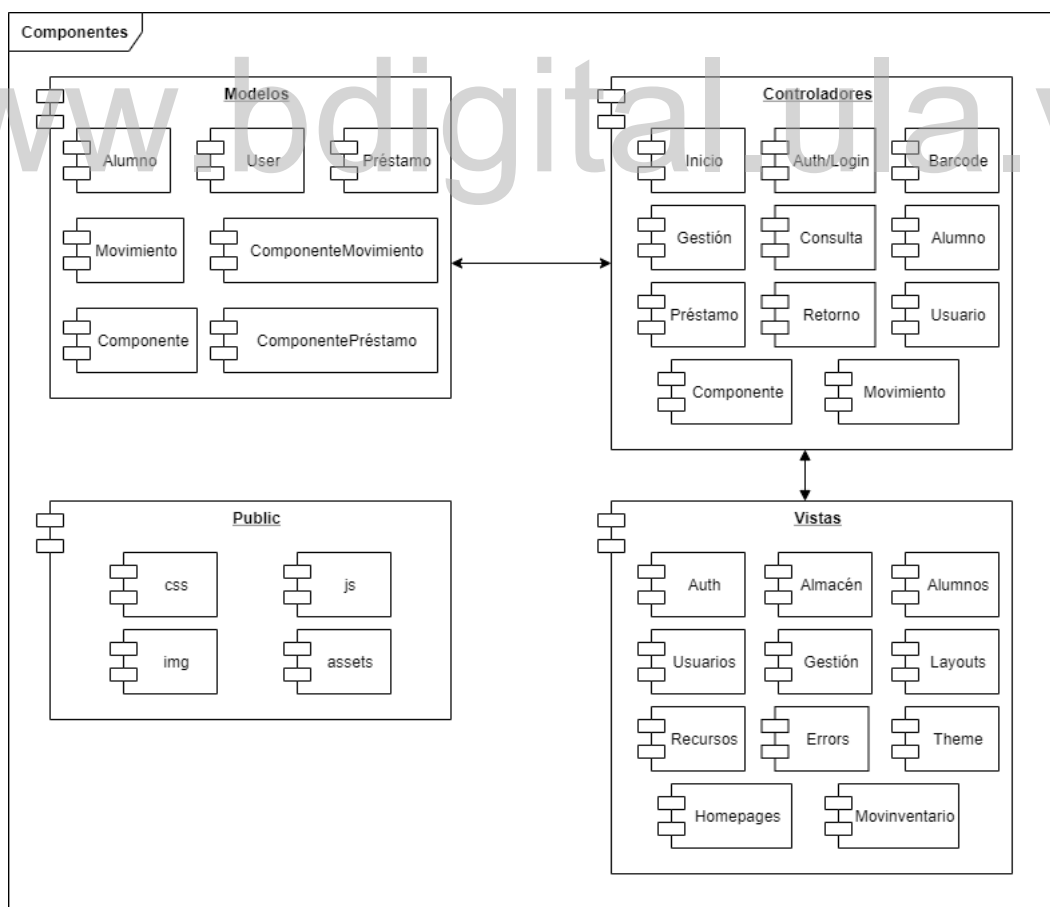 Componentes
www.bdigital.ula.v
Modelos
Alumno
User
Préstamo
Movimiento
ComponenteMovimiento
Componente
ComponentePréstamo
Controladores
Inicio
Auth/Login
Barcode
Gestión
Consulta
Alumno
Préstamo
Retorno
Usuario
Componente
Movimiento
Public
css
js
img
assets
Vistas
Auth
Almacén
Alumnos
Usuarios
Gestión
Layouts
Recursos
Errors
Theme
Homepages
Movinventario